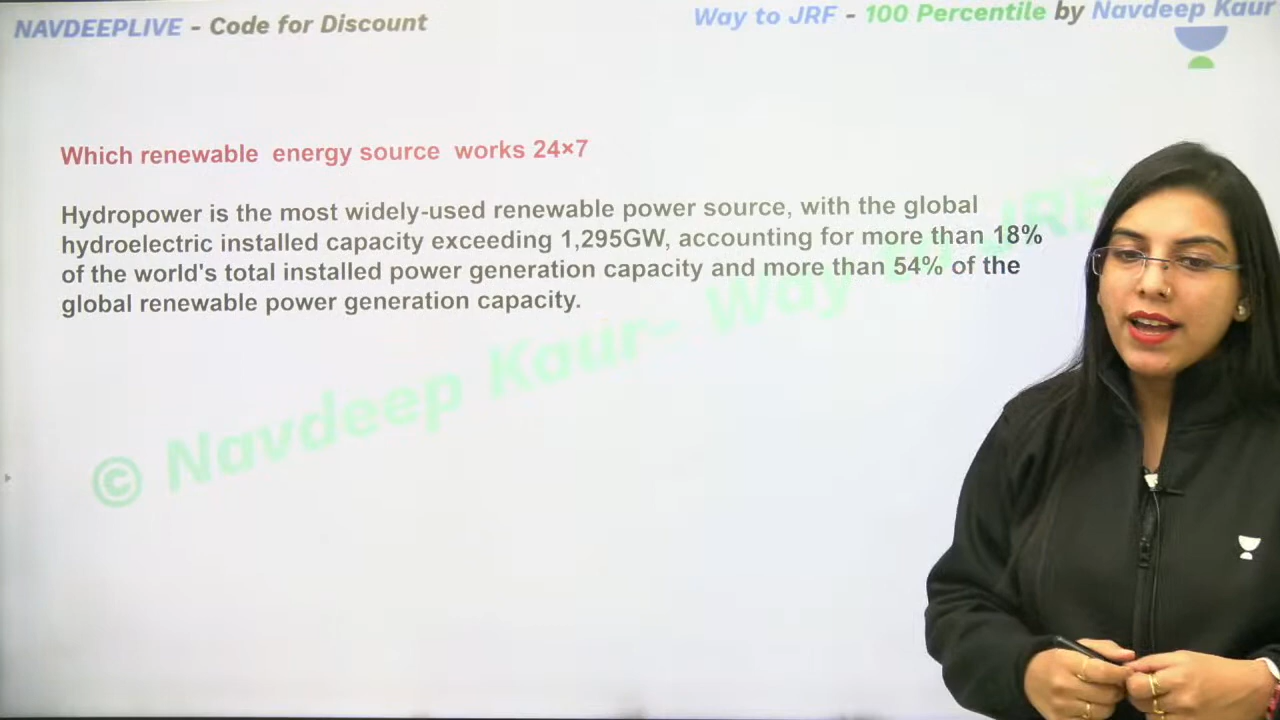 NAVDEEPLIVE - Code for Discount
Way to JRF - 100 Percentile by Navdeep Kaur
Which renewable energy source works 24×7
Hydropower is the most widely-used renewable power source, with the global
hydroelectric installed capacity exceeding 1,295GW, accounting for more than 18%
of the world's total installed power generation capacity and more than 54% of the
global renewable power generation capacity.
© Navdeep Kaur- Way to JRF